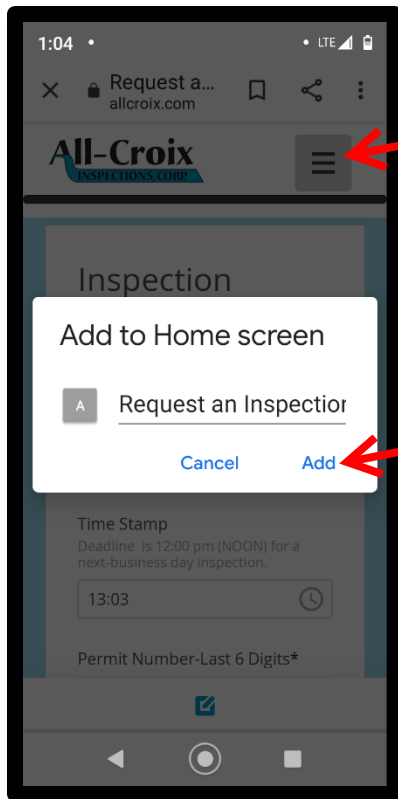 1:04 • • LTE
Request a...
allcroix.com
All-Croix
INSPECTIONS,CORP.
Inspection
Add to Home screen
A Request an Inspection
Cancel Add
Time Stamp
Deadline is 12:00 pm (NOON) for a
next-business day inspection.
13:03
Permit Number-Last 6 Digits*